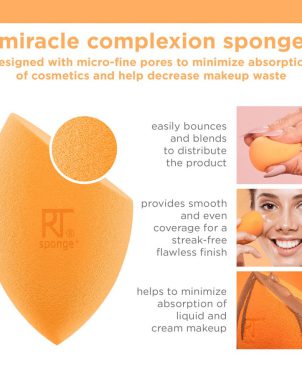 miracle complexion sponge
designed with micro-fine pores to minimize absorption
of cosmetics and help decrease makeup waste
easily bounces
and blends
to distribute
the product
RT®
sponge
provides smooth
and even
coverage for a
streak-free
flawless finish
helps to minimize
absorption of
liquid and
cream makeup